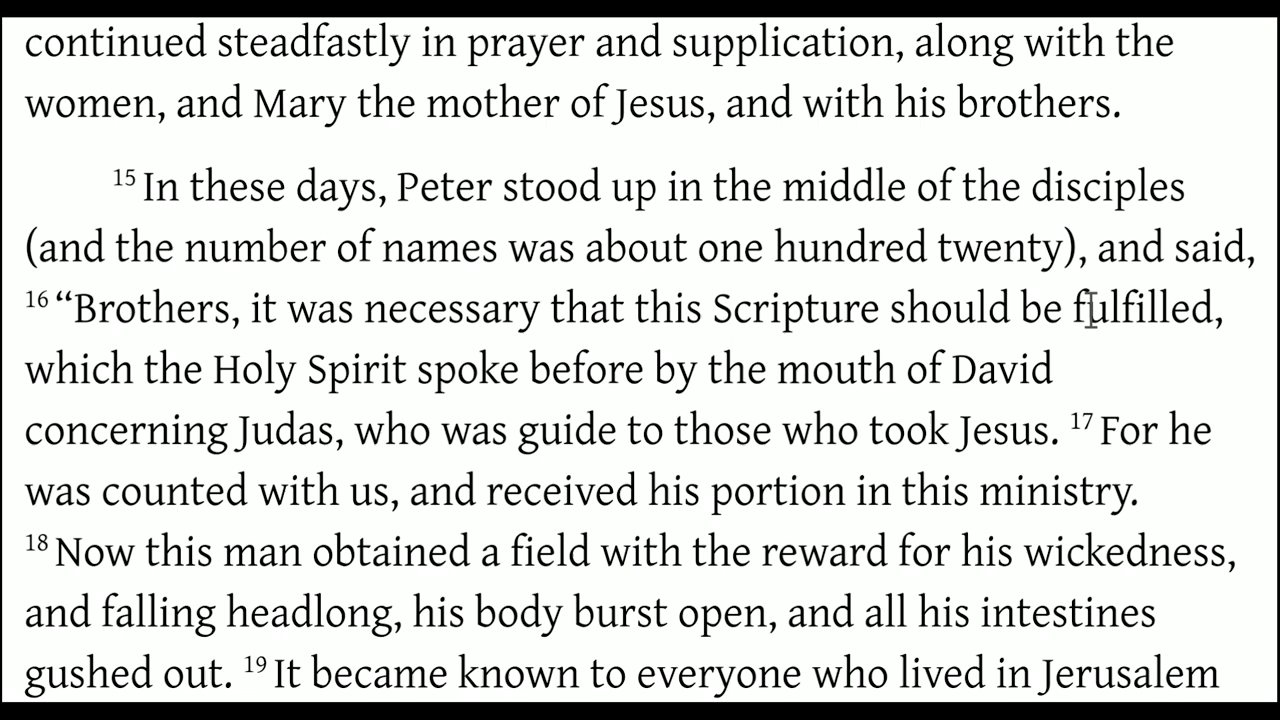 continued steadfastly in prayer and supplication, along with the
women, and Mary the mother of Jesus, and with his brothers.
15 In these days, Peter stood up in the middle of the disciples
(and the number of names was about one hundred twenty), and said,
16 “Brothers, it was necessary that this Scripture should be fulfilled,
which the Holy Spirit spoke before by the mouth of David
concerning Judas, who was guide to those who took Jesus. 17 For he
was counted with us, and received his portion in this ministry.
18 Now this man obtained a field with the reward for his wickedness,
and falling headlong, his body burst open, and all his intestines
gushed out. 19 It became known to everyone who lived in Jerusalem